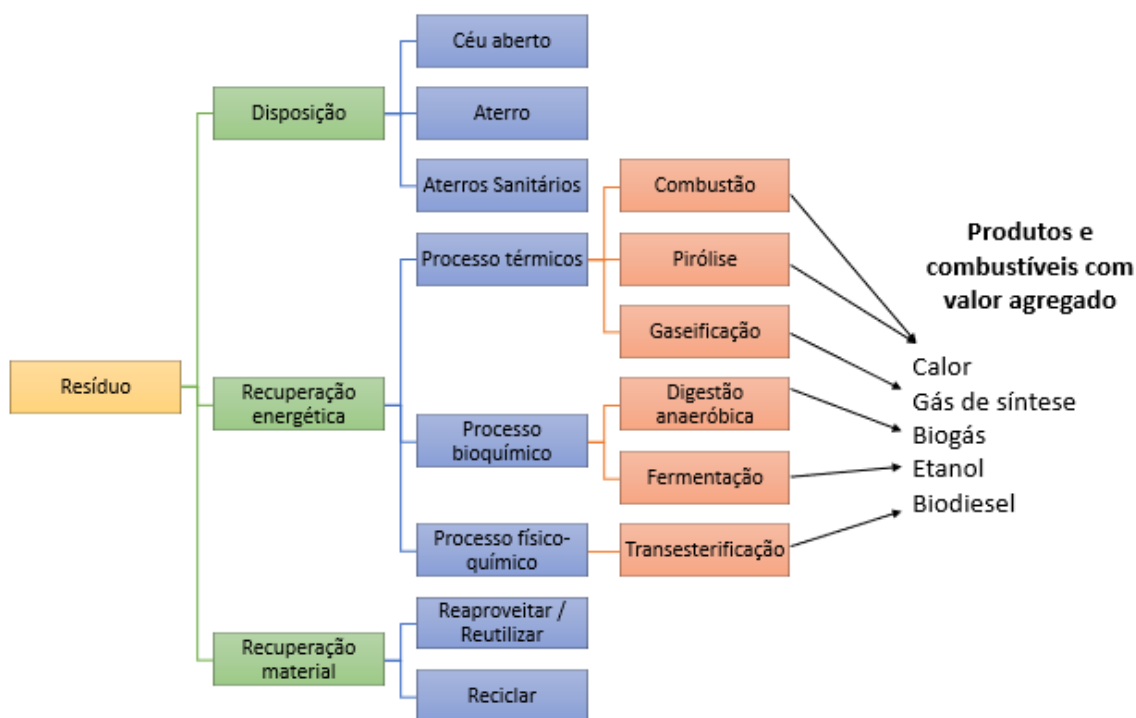 Céu aberto
Disposição
Aterro
Aterros Sanitários
Combustão
Processo térmicos
Pirólise
Gaseificação
Produtos e
combustíveis com
valor agregado
Resíduo
Recuperação
energética
Processo
bioquímico
Digestão
anaeróbica
Fermentação
Calor
Gás de síntese
Biogás
Etanol
Biodiesel
Processo físico-
químico
Transesterificação
Recuperação
material
Reaproveitar /
Reutilizar
Reciclar